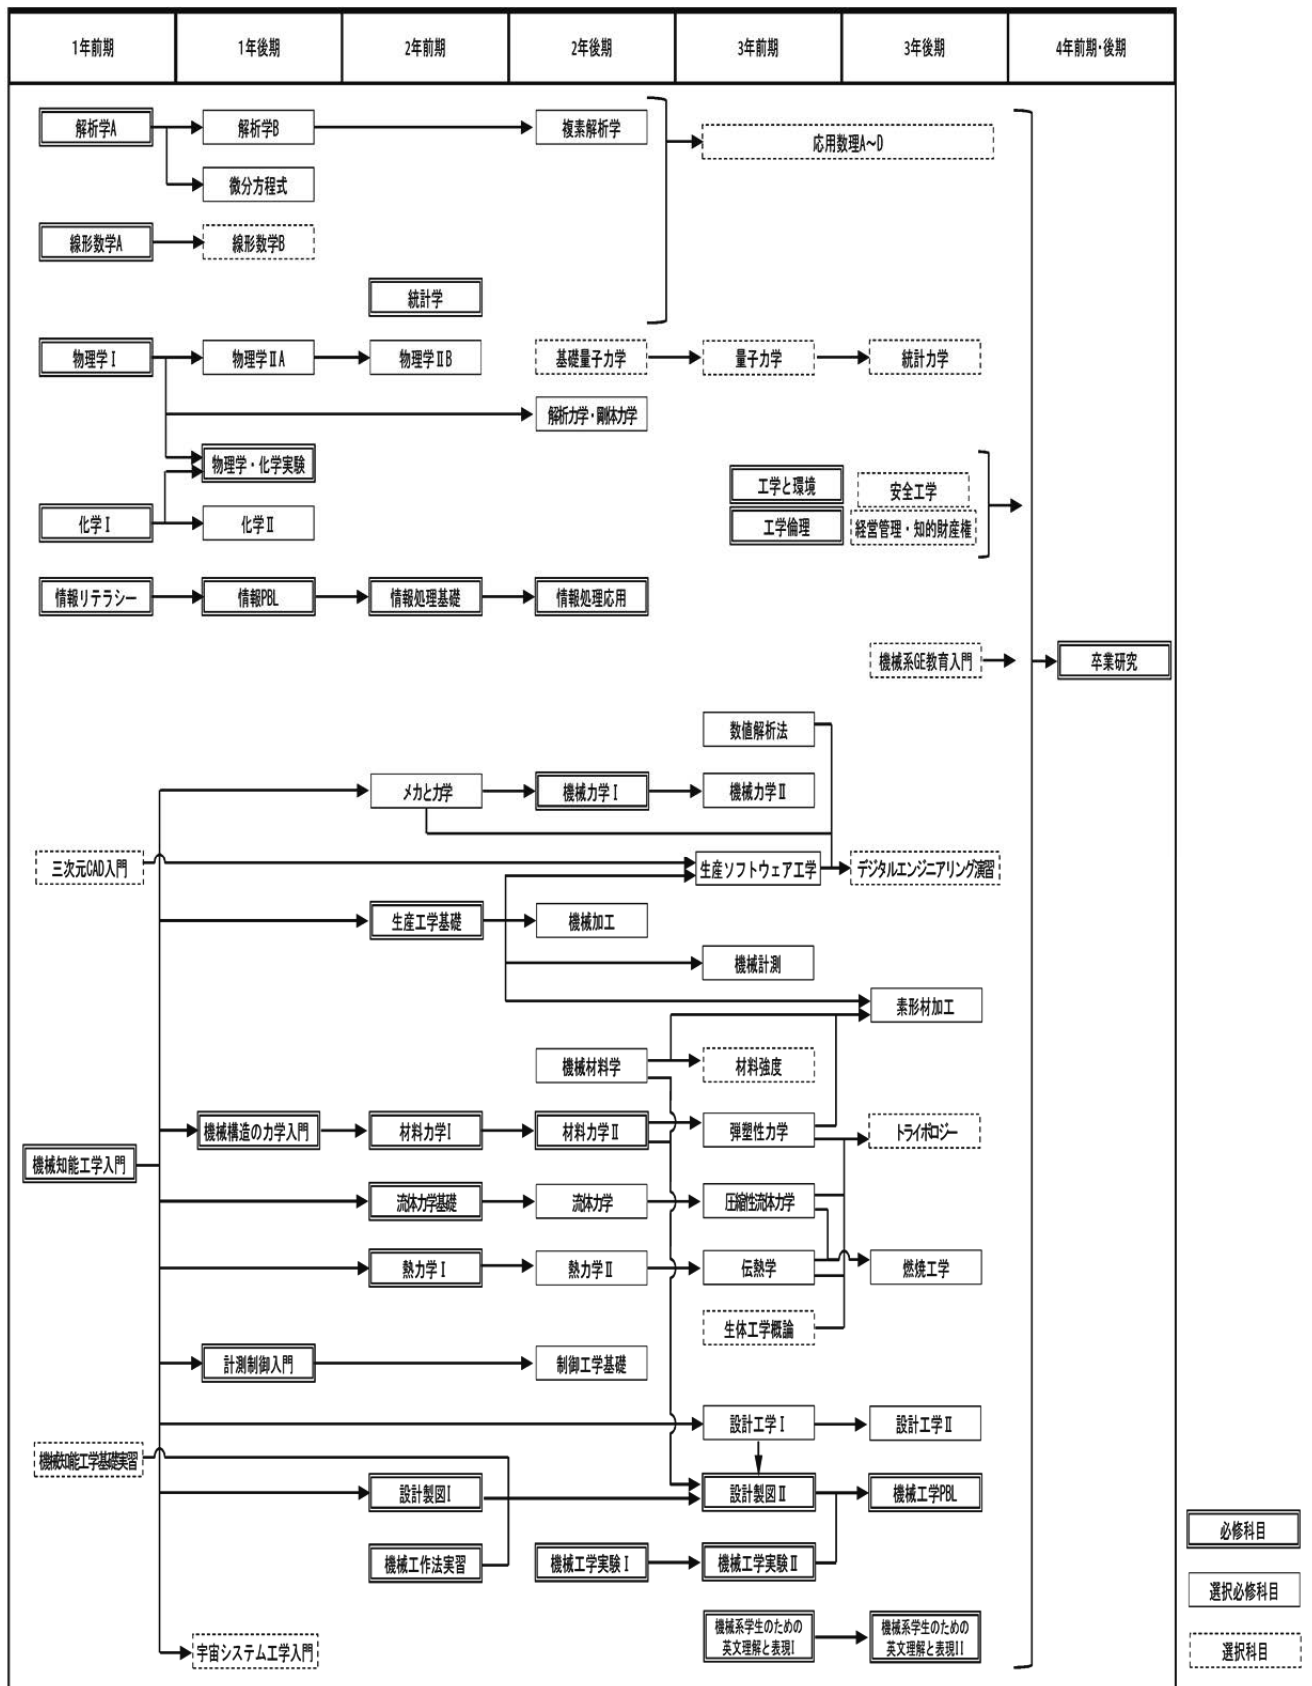 1年前期
1年後期
2年前期
2年後期
3年前期
3年後期
4年前期・後期
解析学A
解析学B
複素解析学
応用数理A~D
微分方程式
線形数学A
線形数学B
統計学
物理学Ⅰ
物理学ⅡA
物理学ⅡB
基礎量子力学
量子力学
統計力学
解析力学・剛体力学
物理学・化学実験
工学と環境
安全工学
化学Ⅰ
化学Ⅱ
工学倫理
経営管理・知的財産権
情報リテラシー
情報PBL
情報処理基礎
情報処理応用
機械系GE教育入門
卒業研究
数値解析法
メカと力学
機械力学Ⅰ
機械力学Ⅱ
三次元CAD入門
生産ソフトウェア工学
デジタルエンジニアリング演習
生産工学基礎
機械加工
機械計測
素形材加工
機械材料学
材料強度
機械構造の力学入門
材料力学Ⅰ
材料力学Ⅱ
弾塑性力学
トライボロジー
機械知能工学入門
流体力学基礎
流体力学
圧縮性流体力学
熱力学Ⅰ
熱力学Ⅱ
伝熱学
燃焼工学
生体工学概論
計測制御入門
制御工学基礎
設計工学Ⅰ
設計工学Ⅱ
機械知能工学基礎実習
設計製図Ⅰ
設計製図Ⅱ
機械工学PBL
必修科目
機械工作法実習
機械工学実験Ⅰ
機械工学実験Ⅱ
選択必修科目
機械系学生のための
英文理解と表現I
機械系学生のための
英文理解と表現II
宇宙システム工学入門
選択科目